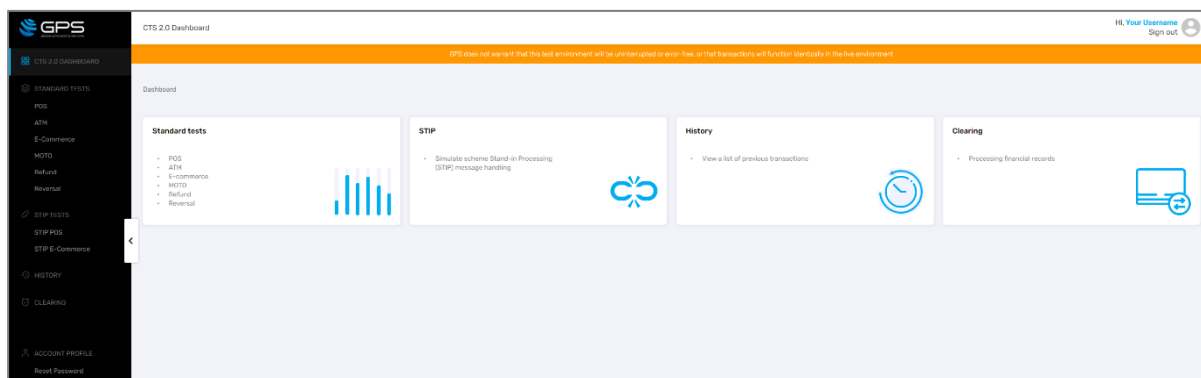 GPS
CTS 2.0 DASHBOARD
STANDARD TESTS
POS
ATM
E-Commerce
MOTO
Refund
Reversal
STIP TESTS
STIP POS
STIP E-Commerce
HISTORY
CLEARING
ACCOUNT PROFILE
Reset Password
CTS 2.0 Dashboard
Hi, Your Username
Sign out
GPS does not warrant that this test environment will be uninterrupted or error-free, or that transactions will function identically in the live environment
Dashboard
Standard tests
• POS
• ATM
• E-commerce
• MOTO
• Refund
• Reversal
STIP
• Simulate scheme Stand-in Processing
(STIP) message handling
History
• View a list of previous transactions
Clearing
• Processing financial records